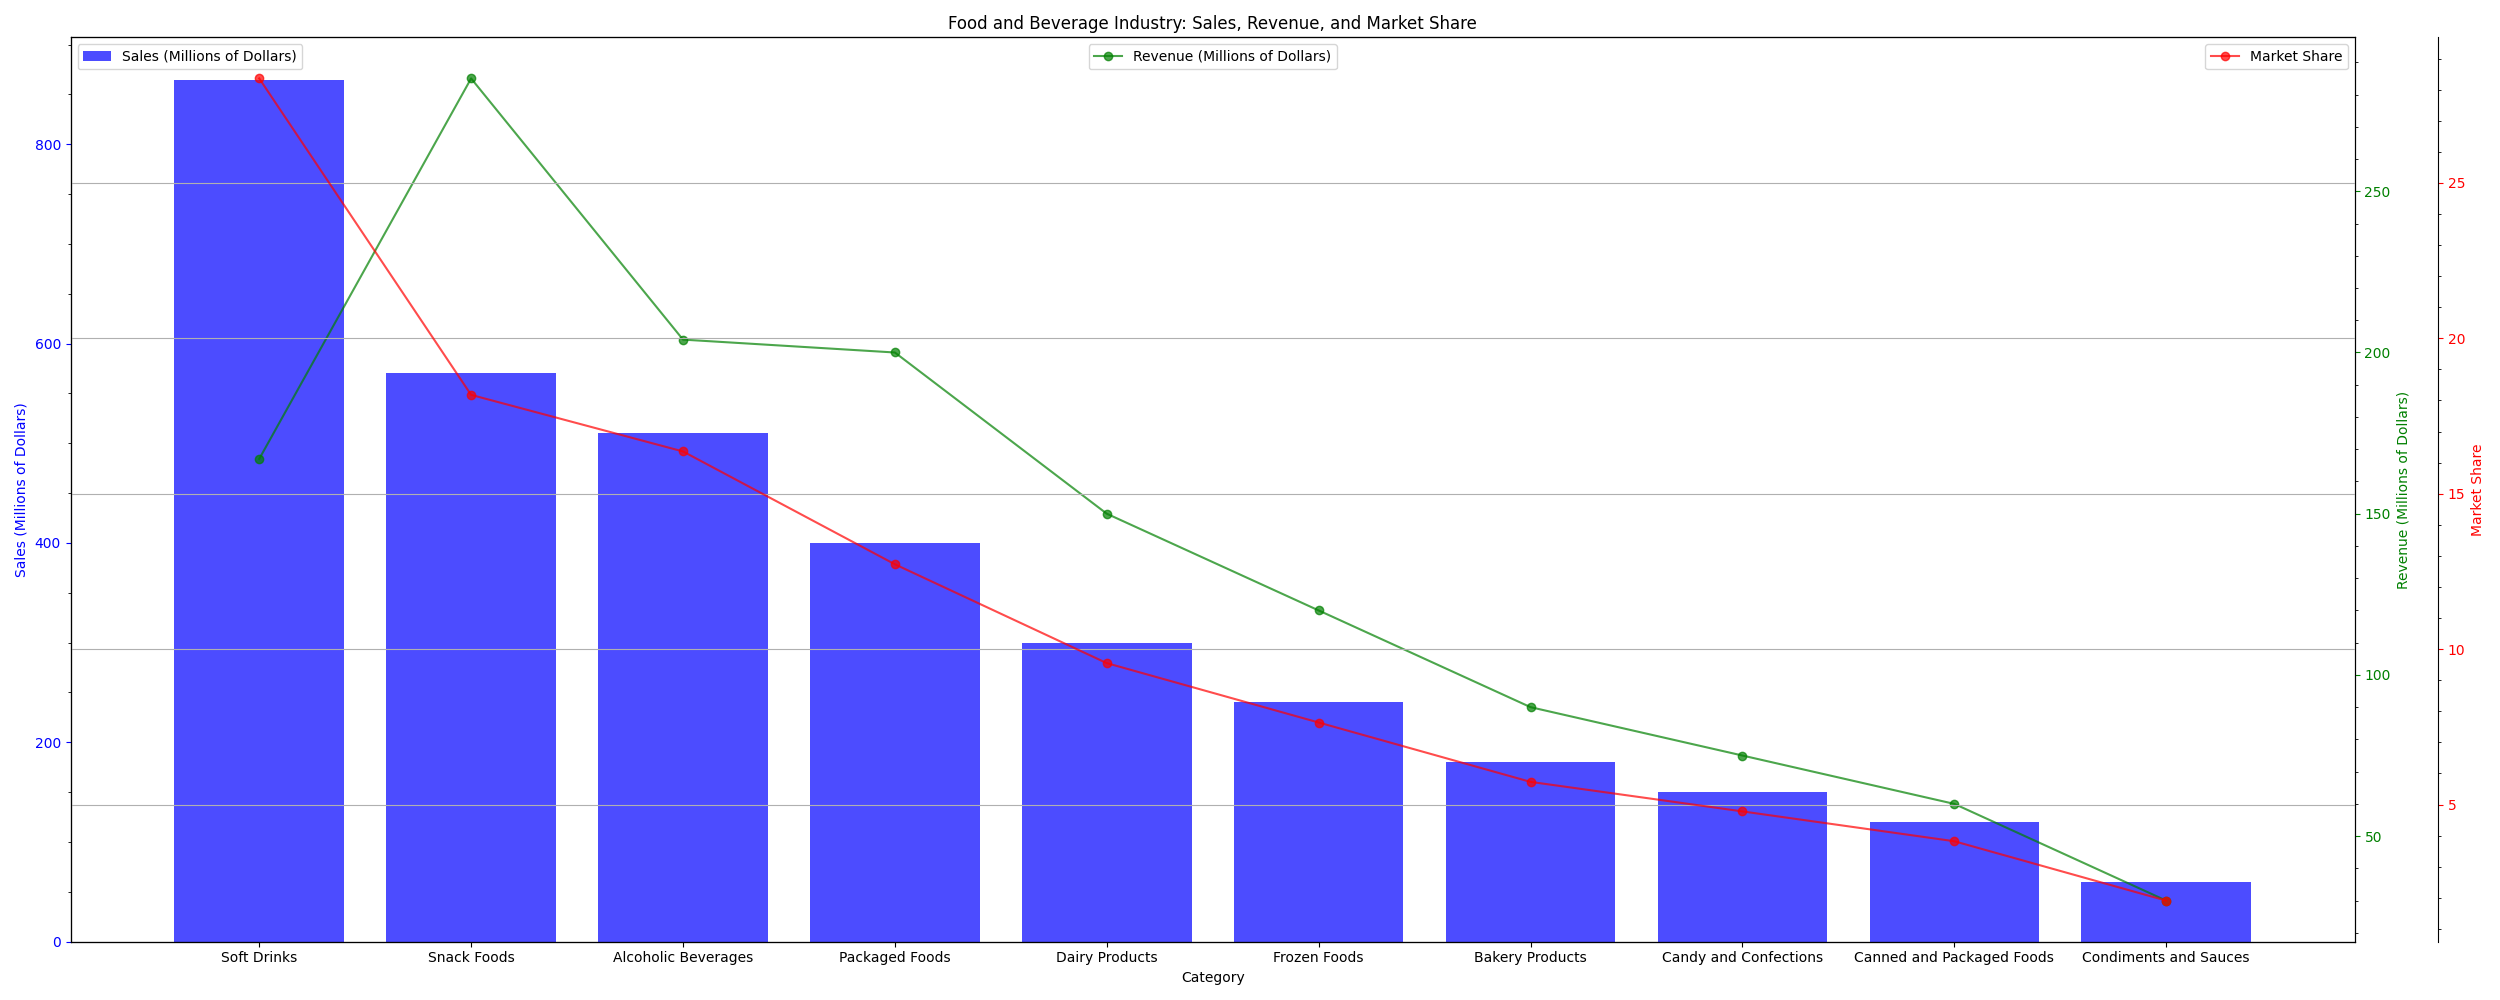 Food and Beverage Industry: Sales, Revenue, and Market Share
Sales (Millions of Dollars)
Revenue (Millions of Dollars)
Market Share
800
600
400
200
0
Sales (Millions of Dollars)
250
200
150
100
50
Revenue (Millions of Dollars)
25
20
15
10
5
Market Share
Soft Drinks
Snack Foods
Alcoholic Beverages
Packaged Foods
Dairy Products
Frozen Foods
Bakery Products
Candy and Confections
Canned and Packaged Foods
Condiments and Sauces
Category